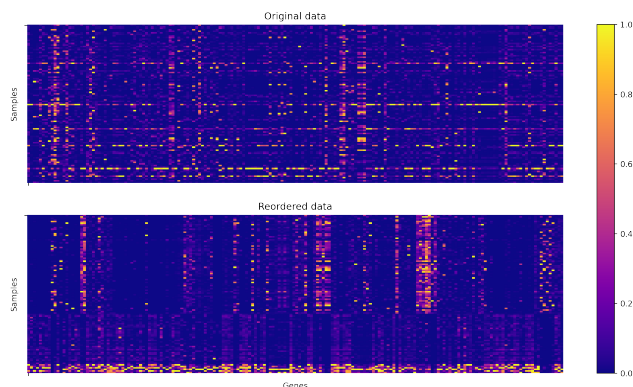 Original data
Samples
Reordered data
Samples
Genes
1.0
0.8
0.6
0.4
0.2
0.0